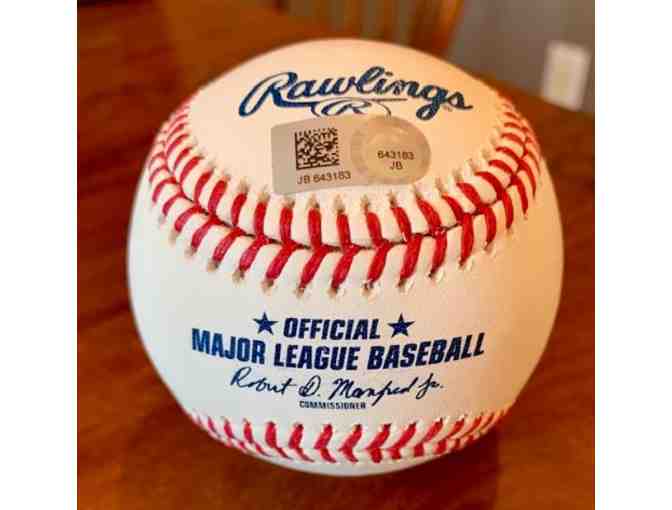 Rawlings
R
643183
JB
JB 643183
★ OFFICIAL ★
MAJOR LEAGUE BASEBALL
Robert D. Manfred Jr.
COMMISSIONER